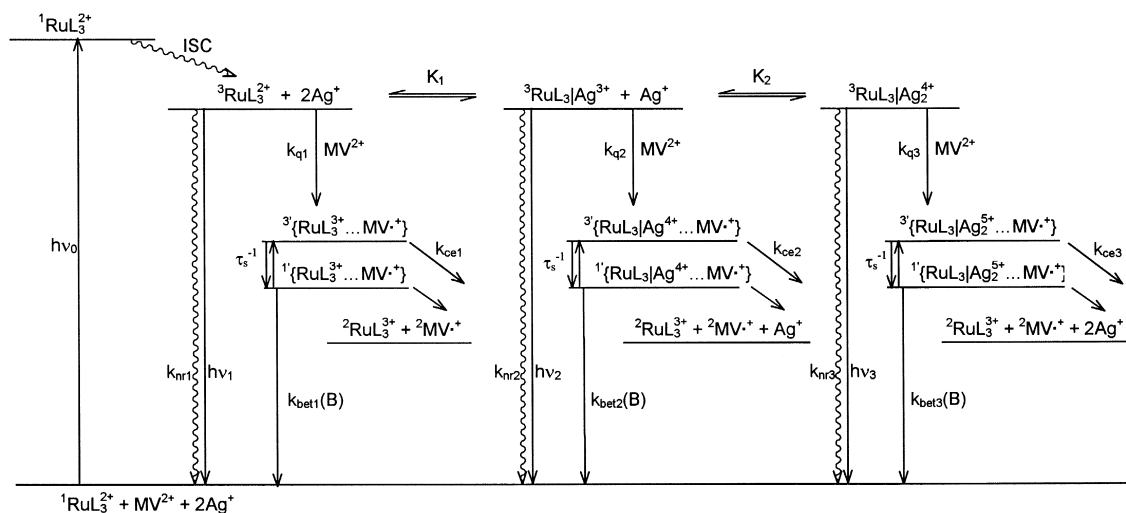 ¹RuL₃²⁺
ISC
K₁
K₂
³RuL₃²⁺ + 2Ag⁺
³RuL₃|Ag³⁺ + Ag⁺
³RuL₃|Ag₂⁴⁺
k_q1 MV²⁺
k_q2 MV²⁺
k_q3 MV²⁺
hν₀
³'{RuL₃³⁺...MV·⁺}
k_ce1
τ_s⁻¹
¹'{RuL₃³⁺...MV·⁺}
²RuL₃³⁺ + ²MV·⁺
³'{RuL₃|Ag⁴⁺...MV·⁺}
k_ce2
τ_s⁻¹
¹'{RuL₃|Ag⁴⁺...MV·⁺}
²RuL₃³⁺ + ²MV·⁺ + Ag⁺
³'{RuL₃|Ag₂⁵⁺...MV·⁺}
k_ce3
τ_s⁻¹
¹'{RuL₃|Ag₂⁵⁺...MV·⁺}
²RuL₃³⁺ + ²MV·⁺ + 2Ag⁺
k_nr1 hν₁
k_bet1(B)
k_nr2 hν₂
k_bet2(B)
k_nr3 hν₃
k_bet3(B)
¹RuL₃²⁺ + MV²⁺ + 2Ag⁺